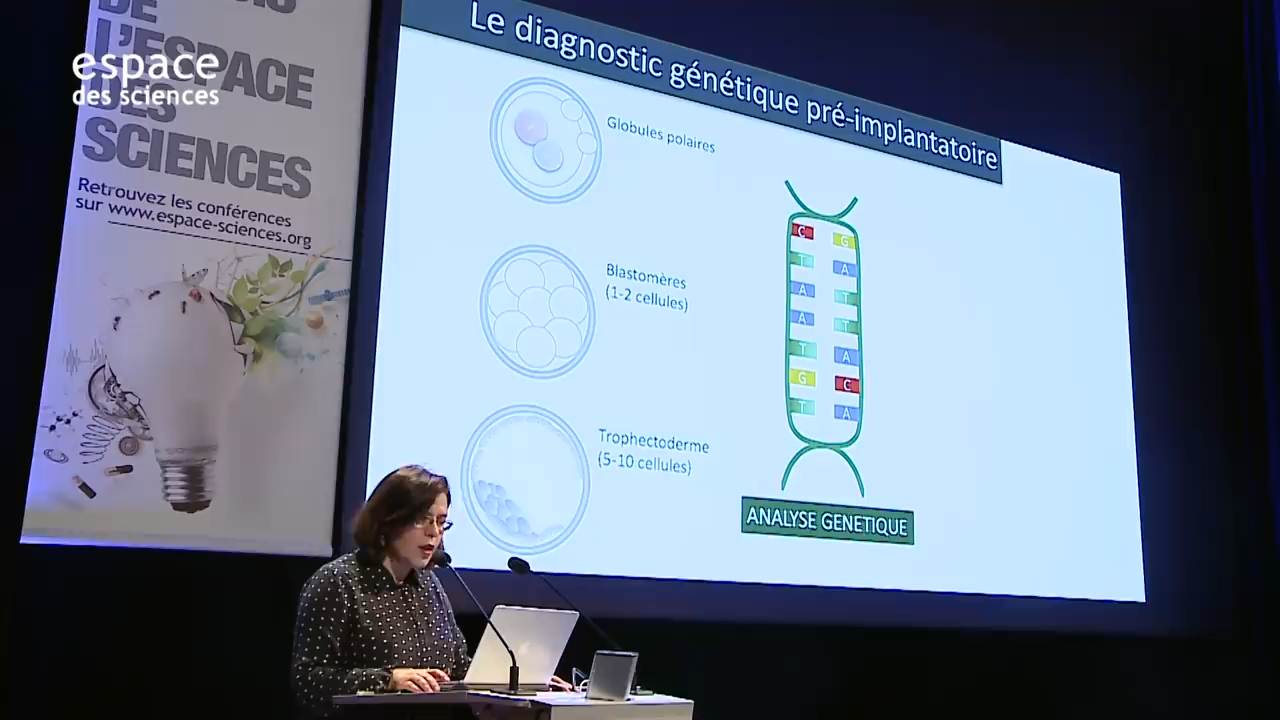 DE
L'ESPACE
DES
SCIENCES
espace
des sciences
Retrouvez les conférences
sur www.espace-sciences.org
Le diagnostic génétique pré-implantatoire
Globules polaires
Blastomères
(1-2 cellules)
Trophectoderme
(5-10 cellules)
C G
T A
A T
A T
T A
G C
T A
ANALYSE GENETIQUE